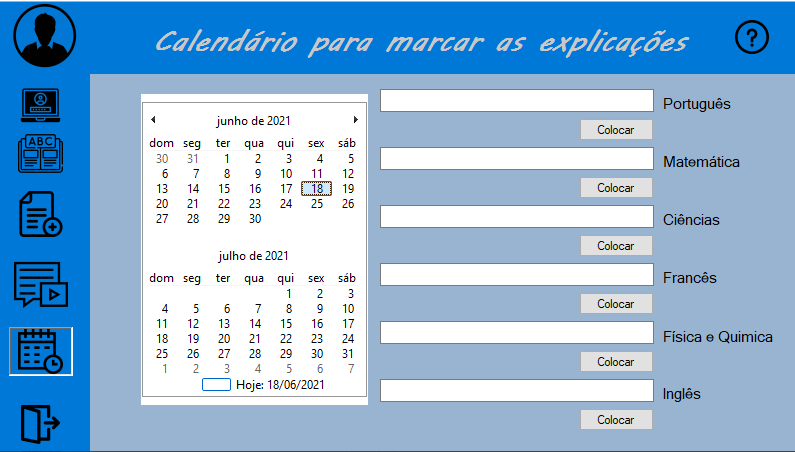 Calendário para marcar as explicações
?
ABC
junho de 2021
dom seg ter qua qui sex sáb
30 31 1 2 3 4 5
6 7 8 9 10 11 12
13 14 15 16 17 18 19
20 21 22 23 24 25 26
27 28 29 30
julho de 2021
dom seg ter qua qui sex sáb
1 2 3
4 5 6 7 8 9 10
11 12 13 14 15 16 17
18 19 20 21 22 23 24
25 26 27 28 29 30 31
1 2 3 4 5 6 7
Hoje: 18/06/2021
Português
Colocar
Matemática
Colocar
Ciências
Colocar
Francês
Colocar
Física e Quimica
Colocar
Inglês
Colocar